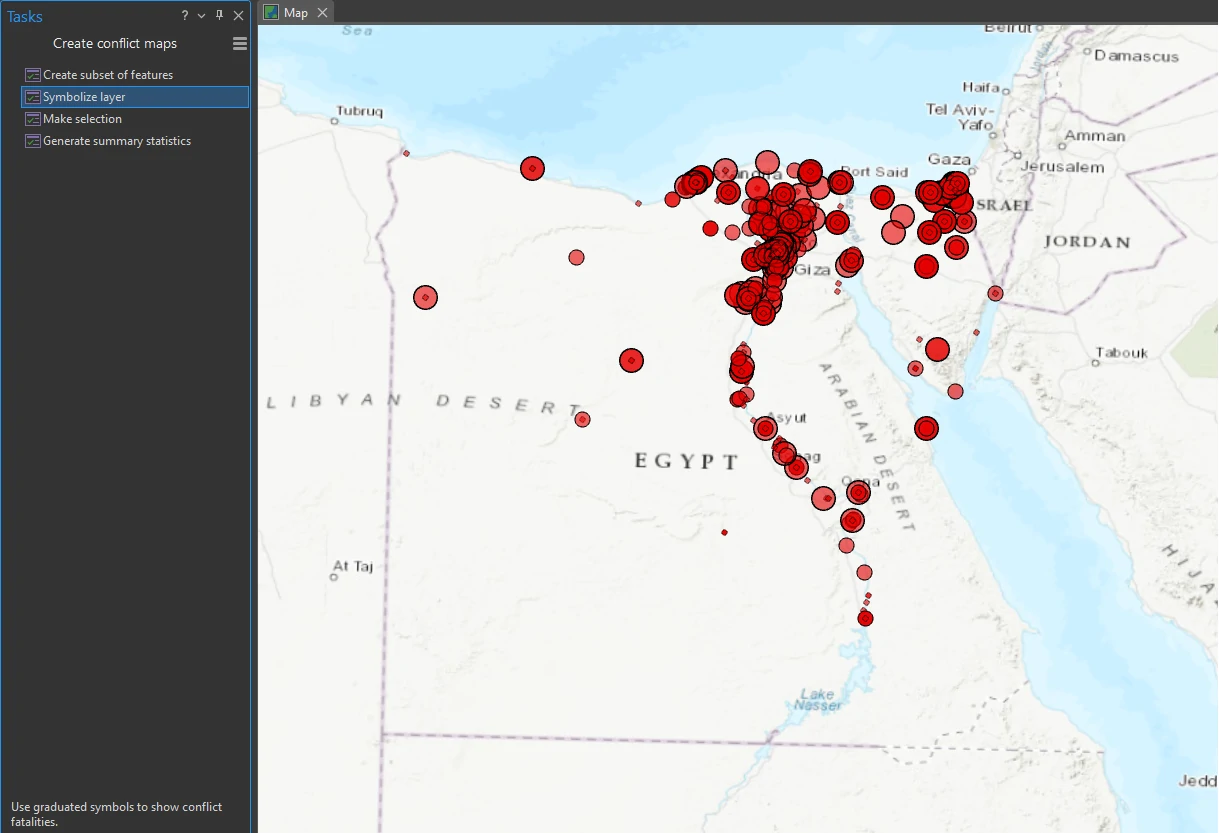 Tasks
?
Create conflict maps
Create subset of features
Symbolize layer
Make selection
Generate summary statistics
Use graduated symbols to show conflict
fatalities.
Map
Sea
Beirut
Damascus
Haifa
Tubruq
Tel Aviv-
Yafo
Amman
Gaza
Jerusalem
Port Said
JORDAN
Giza
Tabouk
LIBYAN DESERT
ARABIAN DESERT
Asyut
EGYPT
At Taj
HIJA
Lake
Nasser
Jedd